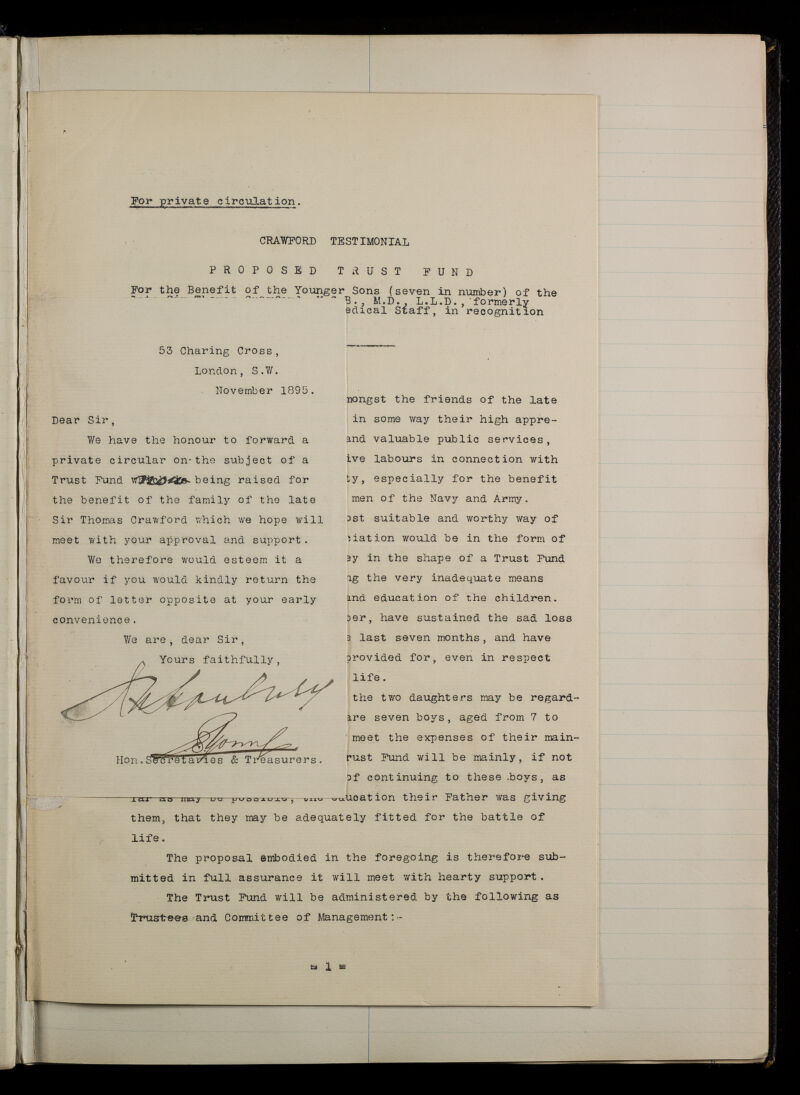 For private circulation.
CRAWFORD TESTIMONIAL
PROPOSED TRUST FUND
For the Benefit of the Younger Sons (seven in number) of the
B., M.D., L.L.D., formerly
edical Staff, in recognition
53 Charing Cross,
London, S.W.
November 1895.
Dear Sir,
We have the honour to forward a
private circular on the subject of a
Trust Fund being raised for
the benefit of the family of the late
Sir Thomas Crawford which we hope will
meet with your approval and support.
We therefore would esteem it a
favour if you would kindly return the
form of letter opposite at your early
convenience.
We are, dear Sir,
Yours faithfully,
Hon. Secretaries & Treasurers.
mongst the friends of the late
in some way their high appre-
and valuable public services,
ive labours in connection with
ty, especially for the benefit
men of the Navy and Army.
ost suitable and worthy way of
iation would be in the form of
ey in the shape of a Trust Fund
ng the very inadequate means
and education of the children.
er, have sustained the sad loss
last seven months, and have
provided for, even in respect
life.
the two daughters may be regard-
are seven boys, aged from 7 to
meet the expenses of their main-
rust Fund will be mainly, if not
of continuing to these boys, as
far as may be possible, the education their Father was giving
them, that they may be adequately fitted for the battle of
life.
The proposal embodied in the foregoing is therefore sub-
mitted in full assurance it will meet with hearty support.
The Trust Fund will be administered by the following as
Trustees and Committee of Management:-
= 1 =